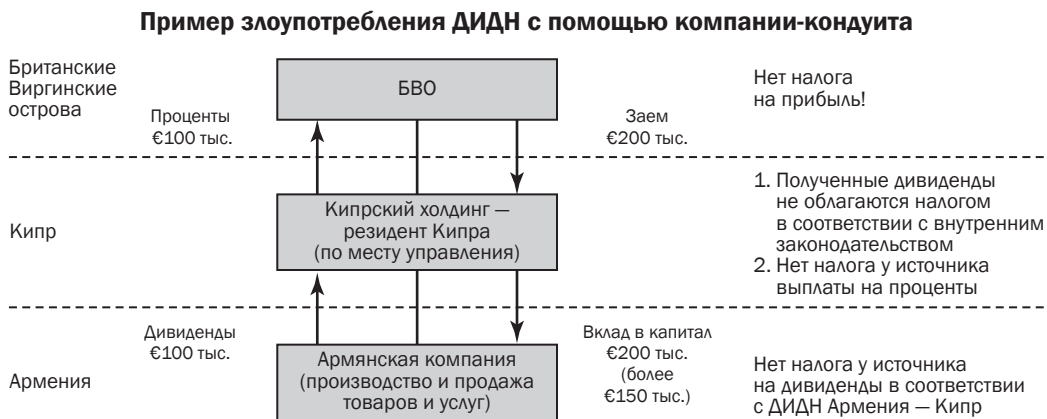 Пример злоупотребления ДИДН с помощью компании-кондуита
Британские
Виргинские
острова
Проценты
€100 тыс.
БВО
Заем
€200 тыс.
Нет налога
на прибыль!
Кипр
Кипрский холдинг —
резидент Кипра
(по месту управления)
1. Полученные дивиденды
не облагаются налогом
в соответствии с внутренним
законодательством
2. Нет налога у источника
выплаты на проценты
Армения
Дивиденды
€100 тыс.
Армянская компания
(производство и продажа
товаров и услуг)
Вклад в капитал
€200 тыс.
(более
€150 тыс.)
Нет налога у источника
на дивиденды в соответствии
с ДИДН Армения — Кипр